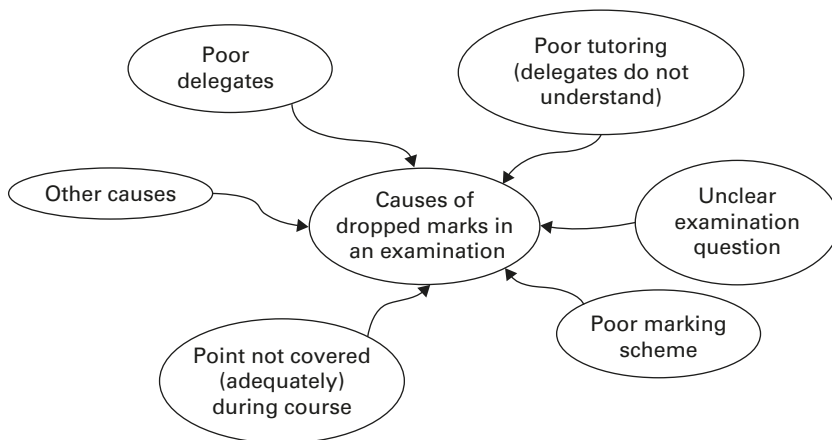 Poor
delegates
Poor tutoring
(delegates do not
understand)
Other causes
Causes of
dropped marks in
an examination
Unclear
examination
question
Poor marking
scheme
Point not covered
(adequately)
during course